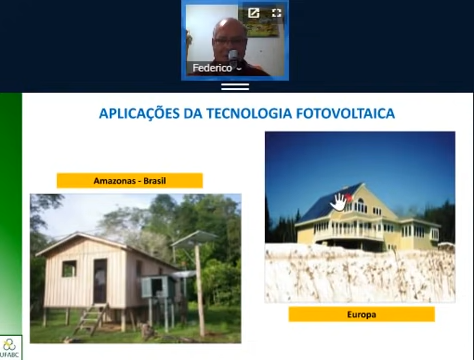 Federico
APLICAÇÕES DA TECNOLOGIA FOTOVOLTAICA
Amazonas - Brasil
Europa
UFABC